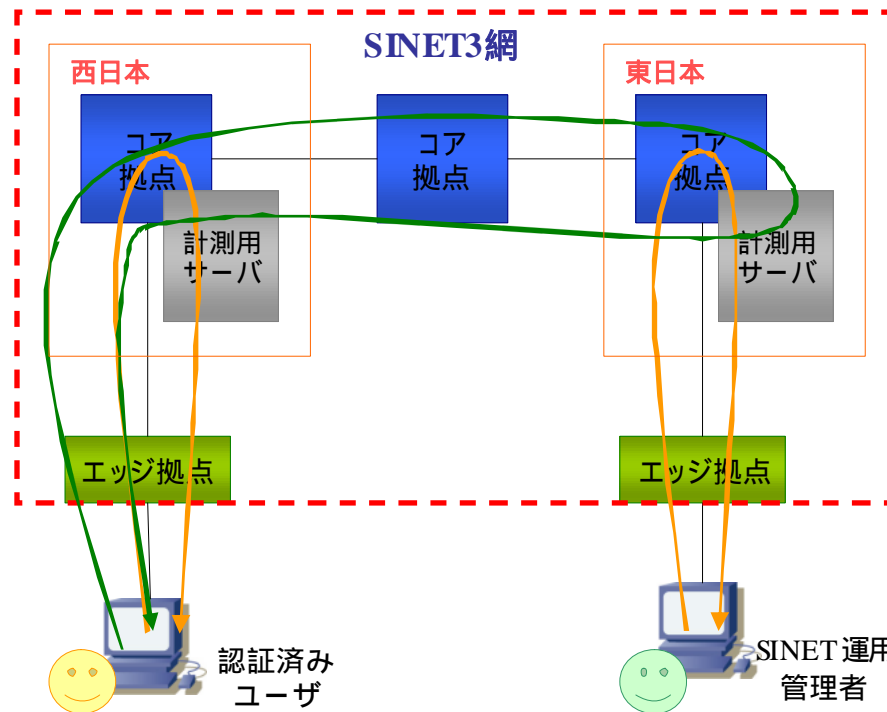 SINET3網
西日本
東日本
コア
拠点
コア
拠点
コア
拠点
計測用
サーバ
計測用
サーバ
エッジ拠点
エッジ拠点
認証済み
ユーザ
SINET運用
管理者